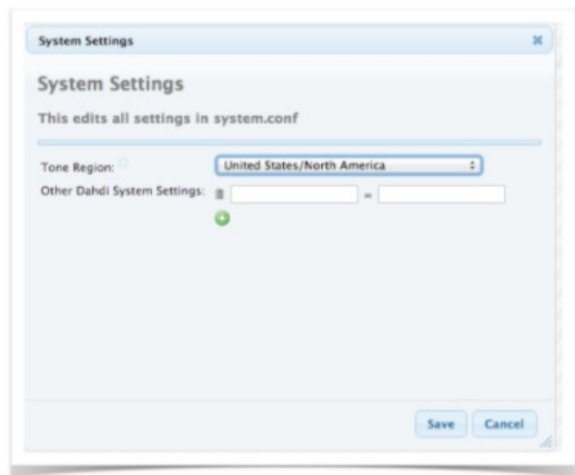 System Settings
System Settings
This edits all settings in system.conf
Tone Region: United States/North America
Other Dahdi System Settings: =
Save Cancel